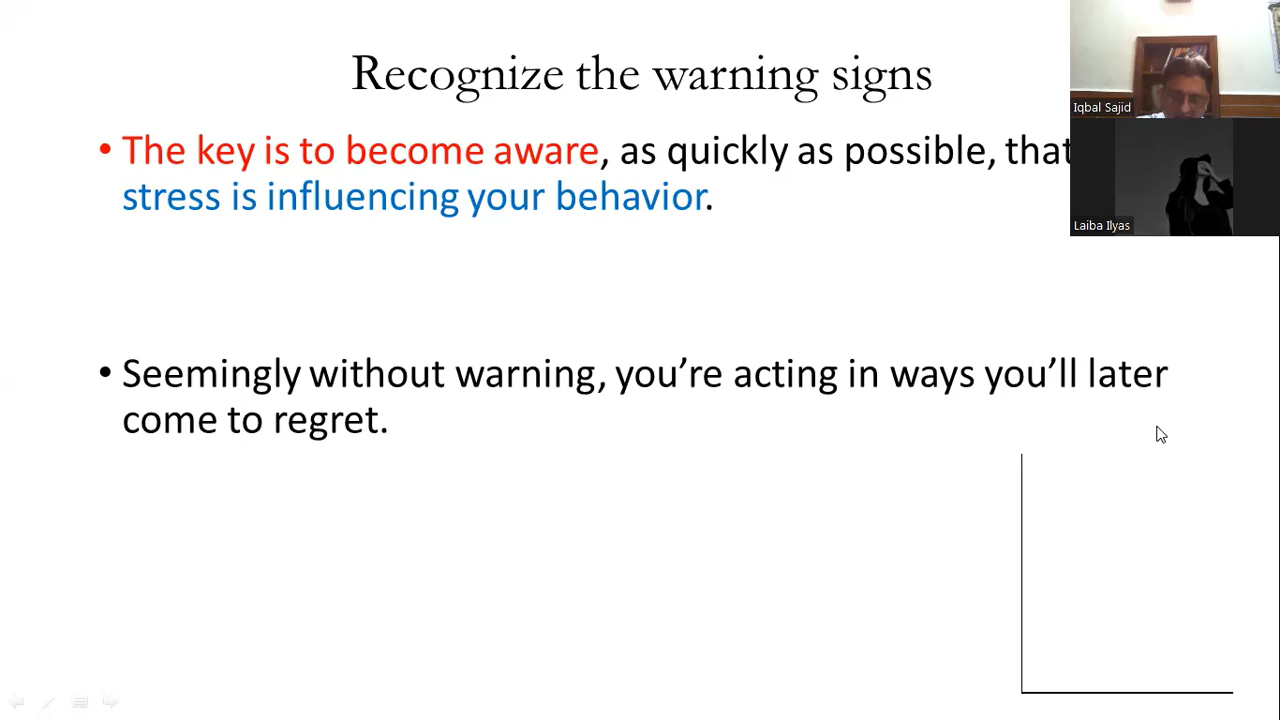 Recognize the warning signs
• The key is to become aware, as quickly as possible, that
stress is influencing your behavior.
• Seemingly without warning, you’re acting in ways you’ll later
come to regret.
Iqbal Sajid
Laiba Ilyas